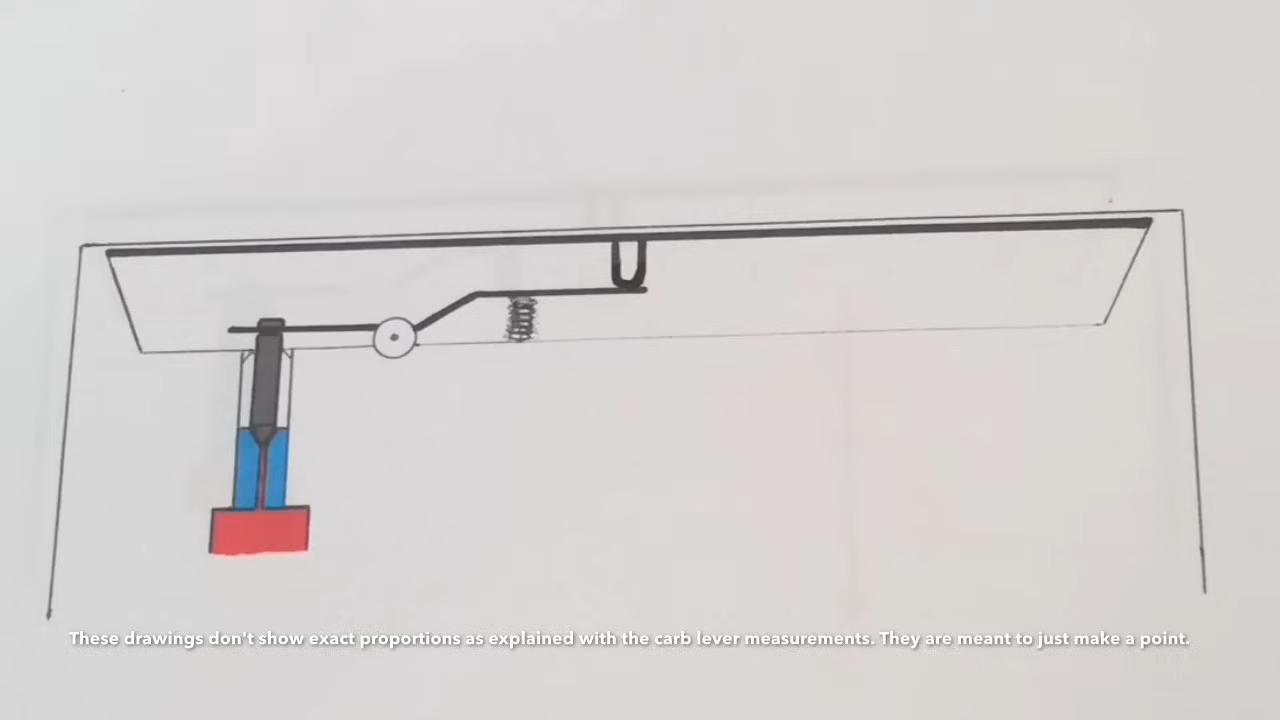 These drawings don't show exact proportions as explained with the carb lever measurements. They are meant to just make a point.